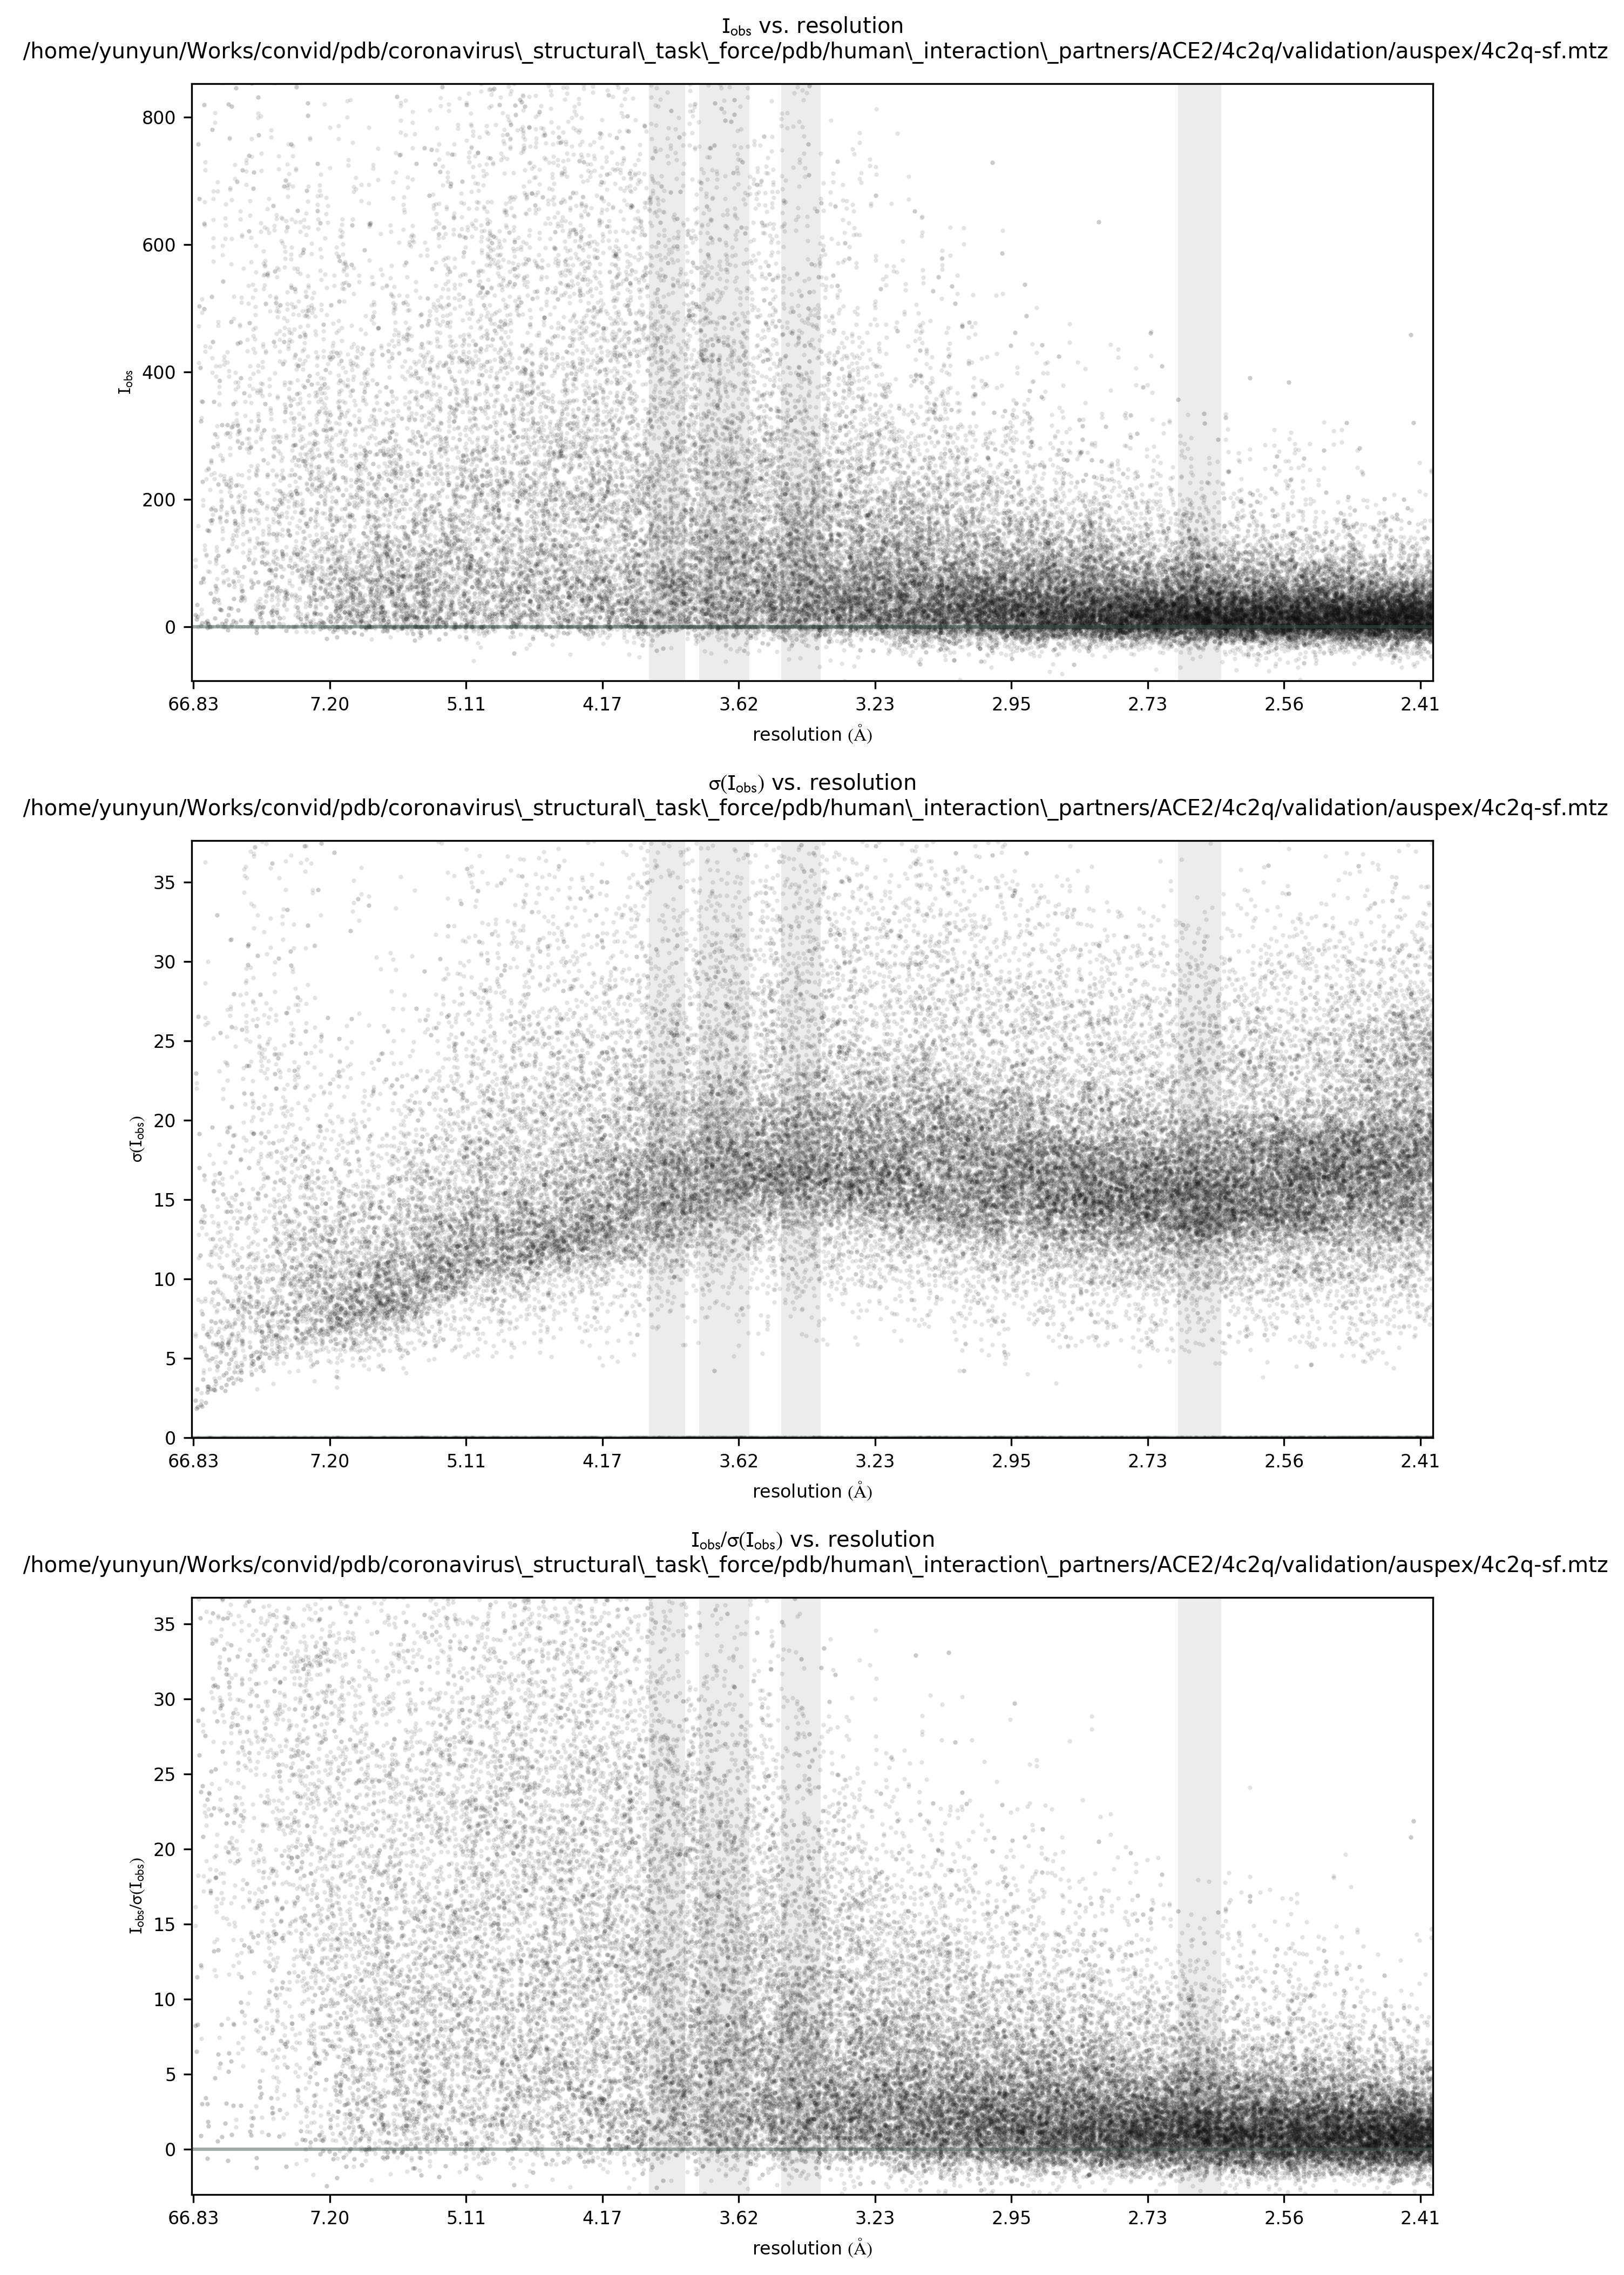 Iobs vs. resolution
/home/yunyun/Works/convid/pdb/coronavirus\_structural\_task\_force/pdb/human\_interaction\_partners/ACE2/4c2q/validation/auspex/4c2q-sf.mtz
800
600
400
200
0
Iobs
66.83 7.20 5.11 4.17 3.62 3.23 2.95 2.73 2.56 2.41
resolution (Å)
σ(Iobs) vs. resolution
/home/yunyun/Works/convid/pdb/coronavirus\_structural\_task\_force/pdb/human\_interaction\_partners/ACE2/4c2q/validation/auspex/4c2q-sf.mtz
35
30
25
20
15
10
5
0
σ(Iobs)
66.83 7.20 5.11 4.17 3.62 3.23 2.95 2.73 2.56 2.41
resolution (Å)
Iobs/σ(Iobs) vs. resolution
/home/yunyun/Works/convid/pdb/coronavirus\_structural\_task\_force/pdb/human\_interaction\_partners/ACE2/4c2q/validation/auspex/4c2q-sf.mtz
35
30
25
20
15
10
5
0
Iobs/σ(Iobs)
66.83 7.20 5.11 4.17 3.62 3.23 2.95 2.73 2.56 2.41
resolution (Å)